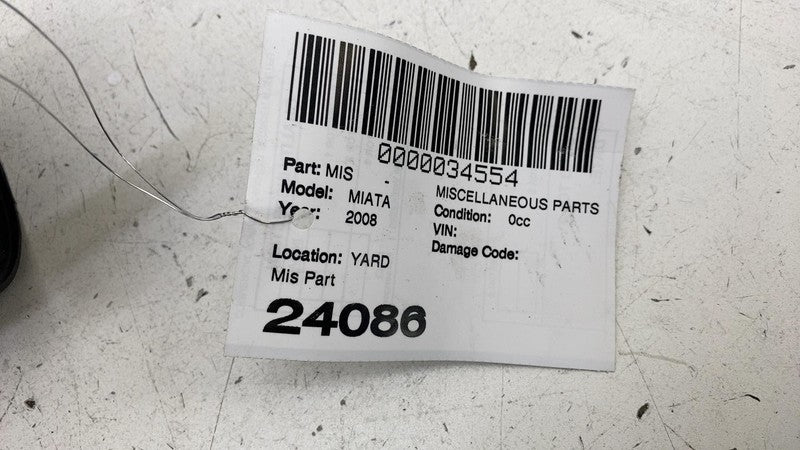 0000034554
Part: MIS -
MISCELLANEOUS PARTS
Model: MIATA
Condition: 0cc
Year: 2008
VIN:
Damage Code:
Location: YARD
Mis Part
24086